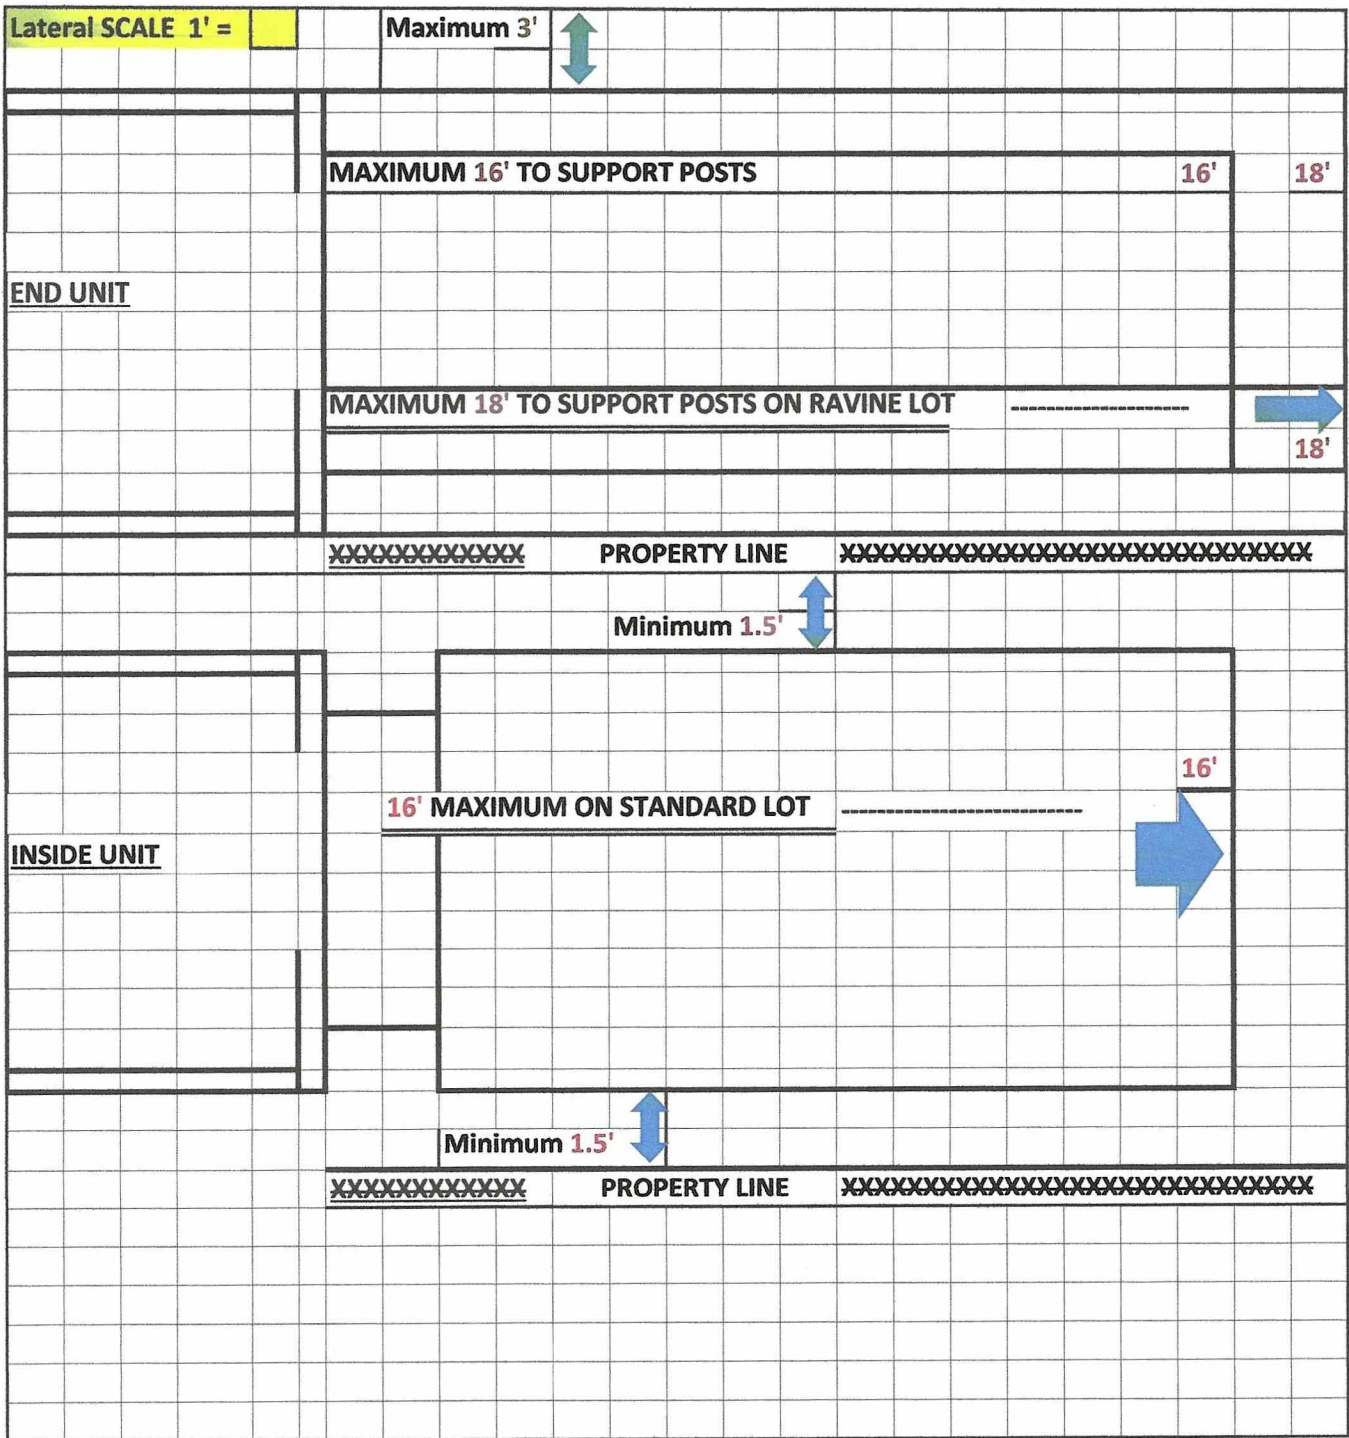 Lateral SCALE 1' =
Maximum 3'
MAXIMUM 16' TO SUPPORT POSTS 16' 18'
END UNIT
MAXIMUM 18' TO SUPPORT POSTS ON RAVINE LOT --------------------
18'
XXXXXXXXXXXX PROPERTY LINE XXXXXXXXXXXXXXXXXXXXXXXXXXXXX
Minimum 1.5'
16'
16' MAXIMUM ON STANDARD LOT ---------------------------
INSIDE UNIT
Minimum 1.5'
XXXXXXXXXXXX PROPERTY LINE XXXXXXXXXXXXXXXXXXXXXXXXXXXXX